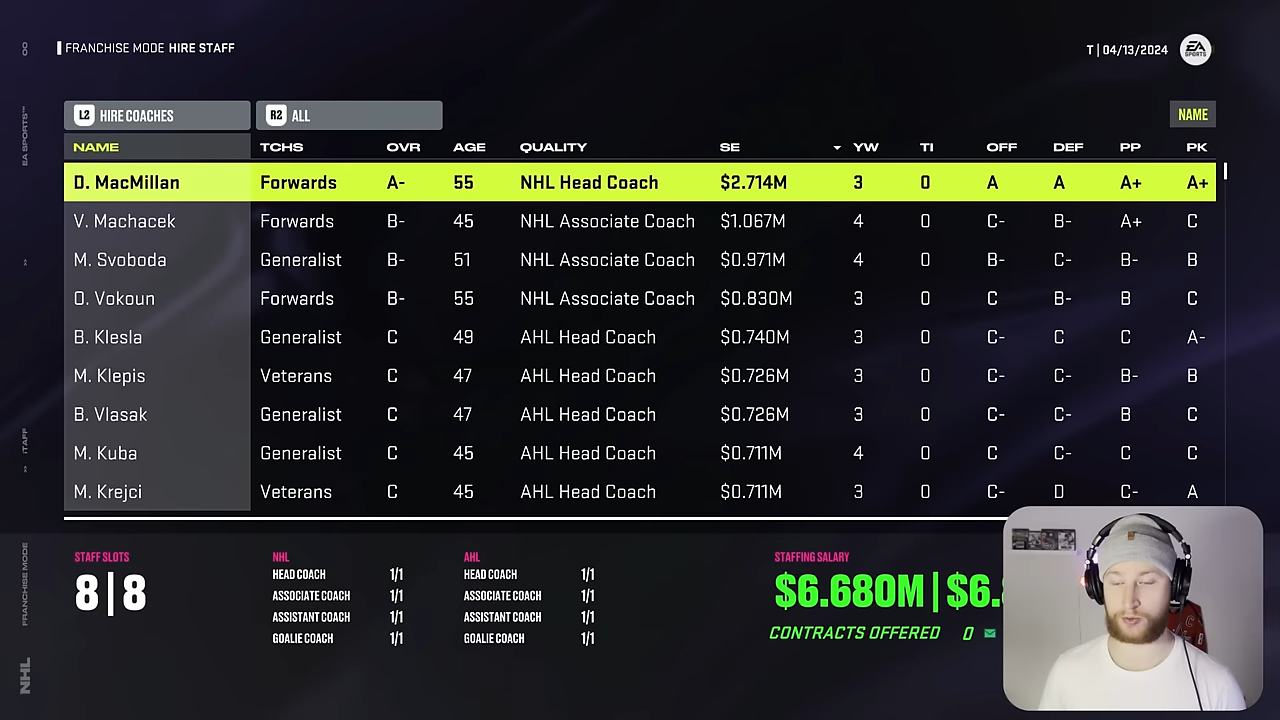 FRANCHISE MODE HIRE STAFF
T | 04/13/2024
EA SPORTS
L2 HIRE COACHES
R2 ALL
NAME
NAME TCHS OVR AGE QUALITY SE YW TI OFF DEF PP PK
D. MacMillan Forwards A- 55 NHL Head Coach $2.714M 3 0 A A A+ A+
V. Machacek Forwards B- 45 NHL Associate Coach $1.067M 4 0 C- B- A+ C
M. Svoboda Generalist B- 51 NHL Associate Coach $0.971M 4 0 B- C- B- B
O. Vokoun Forwards B- 55 NHL Associate Coach $0.830M 3 0 C B- B C
B. Klesla Generalist C 49 AHL Head Coach $0.740M 3 0 C- C C A-
M. Klepis Veterans C 47 AHL Head Coach $0.726M 3 0 C- C- B- B
B. Vlasak Generalist C 47 AHL Head Coach $0.726M 3 0 C- C- B C
M. Kuba Generalist C 45 AHL Head Coach $0.711M 4 0 C C- C C
M. Krejci Veterans C 45 AHL Head Coach $0.711M 3 0 C- D C- A
STAFF SLOTS
8|8
NHL
HEAD COACH 1/1
ASSOCIATE COACH 1/1
ASSISTANT COACH 1/1
GOALIE COACH 1/1
AHL
HEAD COACH 1/1
ASSOCIATE COACH 1/1
ASSISTANT COACH 1/1
GOALIE COACH 1/1
STAFFING SALARY
$6.680M|$6.
CONTRACTS OFFERED 0
EA SPORTS™
FRANCHISE MODE
NHL